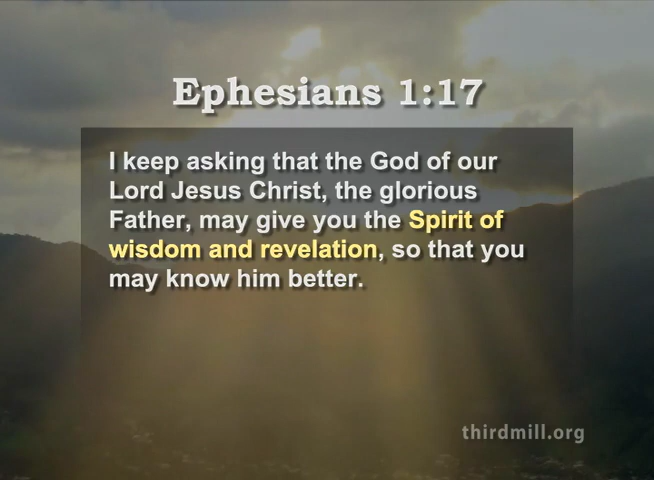 Ephesians 1:17
I keep asking that the God of our
Lord Jesus Christ, the glorious
Father, may give you the Spirit of
wisdom and revelation, so that you
may know him better.
thirdmill.org